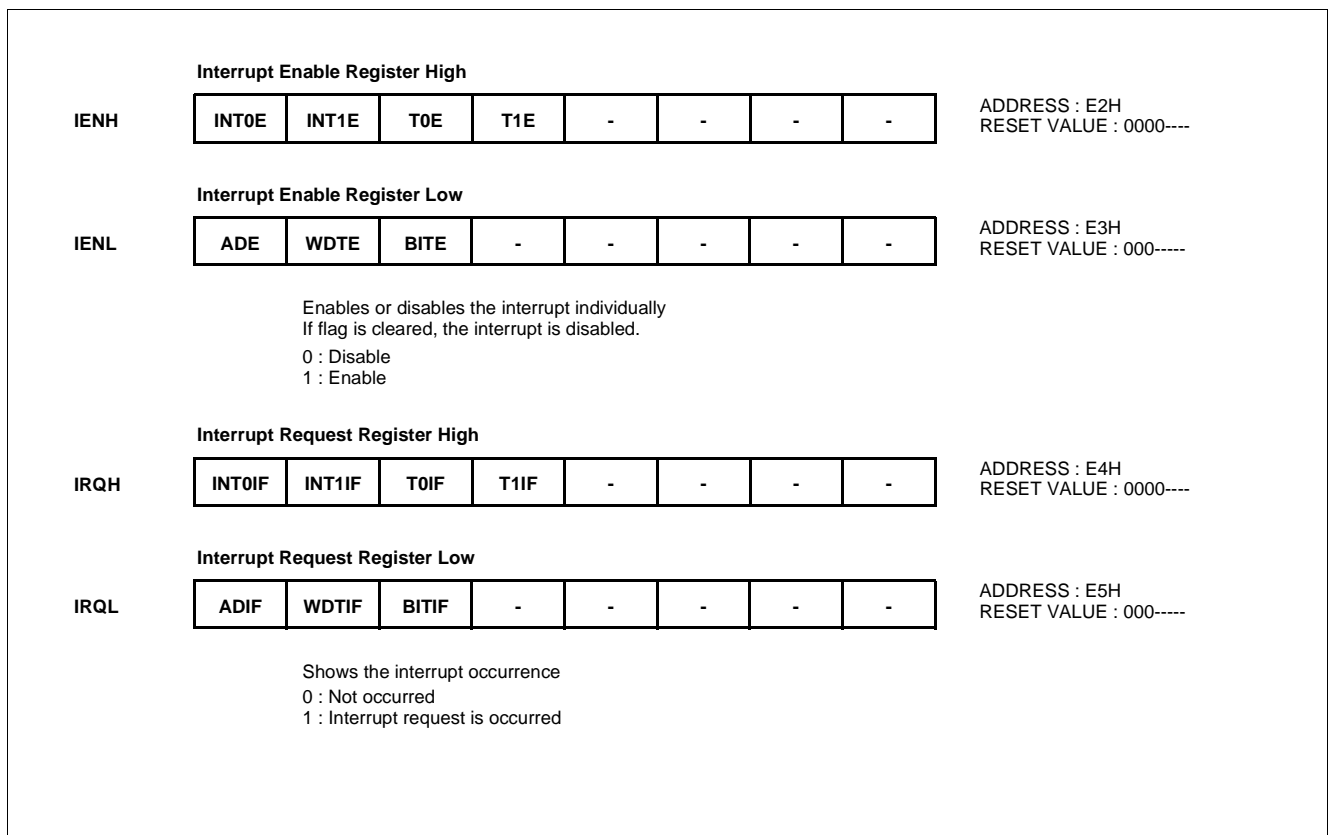 Interrupt Enable Register High
IENH INT0E INT1E T0E T1E - - - - ADDRESS : E2H
RESET VALUE : 0000----
Interrupt Enable Register Low
IENL ADE WDTE BITE - - - - - ADDRESS : E3H
RESET VALUE : 000-----
Enables or disables the interrupt individually
If flag is cleared, the interrupt is disabled.
0 : Disable
1 : Enable
Interrupt Request Register High
IRQH INT0IF INT1IF T0IF T1IF - - - - ADDRESS : E4H
RESET VALUE : 0000----
Interrupt Request Register Low
IRQL ADIF WDTIF BITIF - - - - - ADDRESS : E5H
RESET VALUE : 000-----
Shows the interrupt occurrence
0 : Not occurred
1 : Interrupt request is occurred